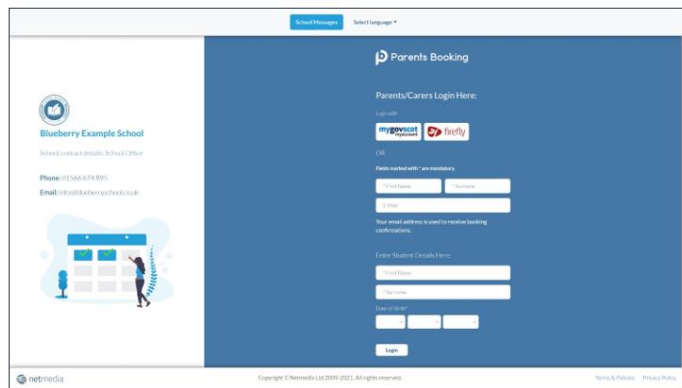 School Messages
Select language
Parents Booking
Blueberry Example School
School contact details: School Office
Phone: 01566 674 895
Email: info@blueberryschool.co.uk
Parents/Carers Login Here:
Login with
mygovscot
myaccount
firefly
OR
Fields marked with * are mandatory
* First Name
* Surname
E-Mail
Your email address is used to receive booking
confirmations.
Enter Student Details Here:
* First Name
* Surname
Date of Birth*
Login
netmedia
Copyright © Netmedia Ltd 2009-2021. All rights reserved.
Terms & Policies
Privacy Policy